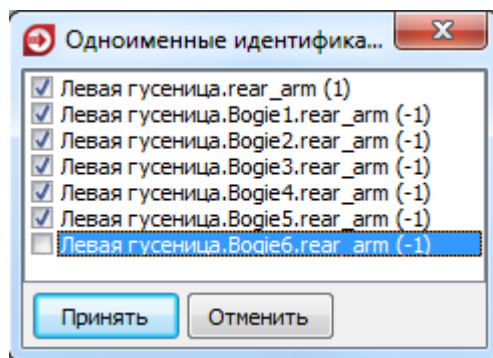 Одноименные идентифика...
Левая гусеница.rear_arm (1)
Левая гусеница.Bogie1.rear_arm (-1)
Левая гусеница.Bogie2.rear_arm (-1)
Левая гусеница.Bogie3.rear_arm (-1)
Левая гусеница.Bogie4.rear_arm (-1)
Левая гусеница.Bogie5.rear_arm (-1)
Левая гусеница.Bogie6.rear_arm (-1)
Принять Отменить